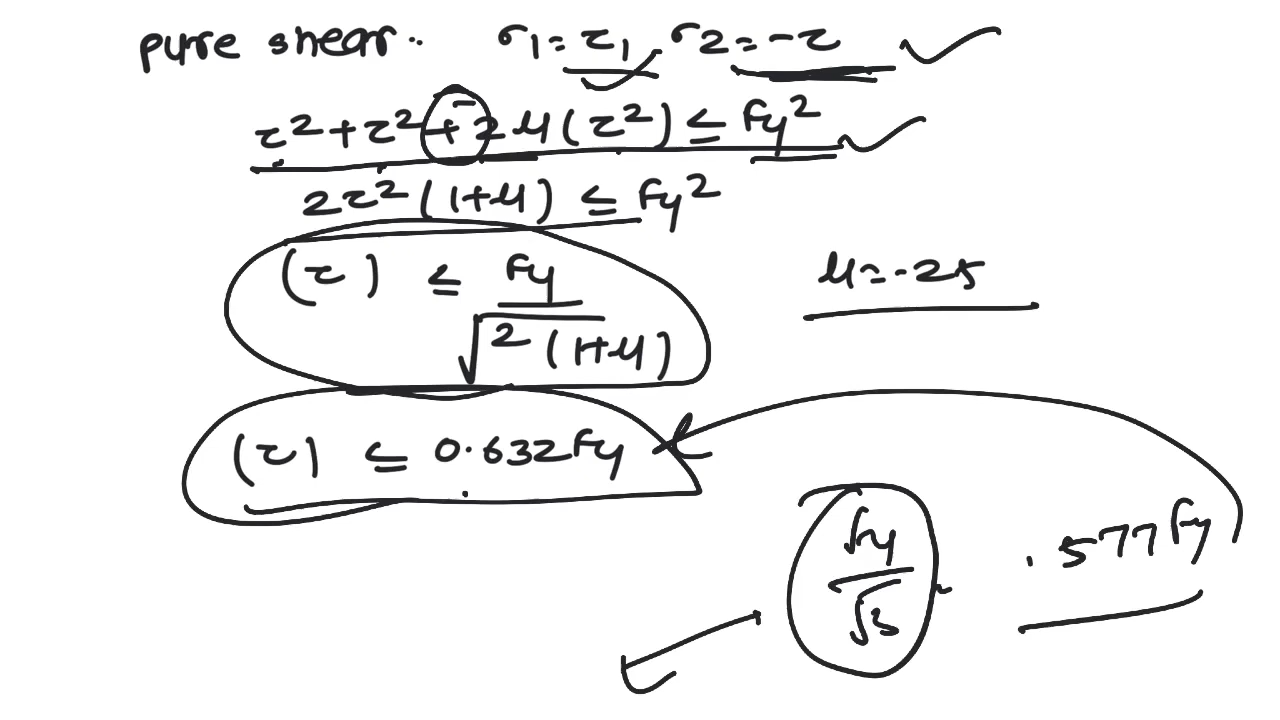 pure shear.. σ1=τ1 σ2=-τ
τ²+τ²+-2μ(τ²) ≤ Fy²
2τ²(1+μ) ≤ Fy²
(τ) ≤ Fy/√2(1+μ)
μ=.25
(τ) ≤ 0.632Fy
fy/√3 .577Fy